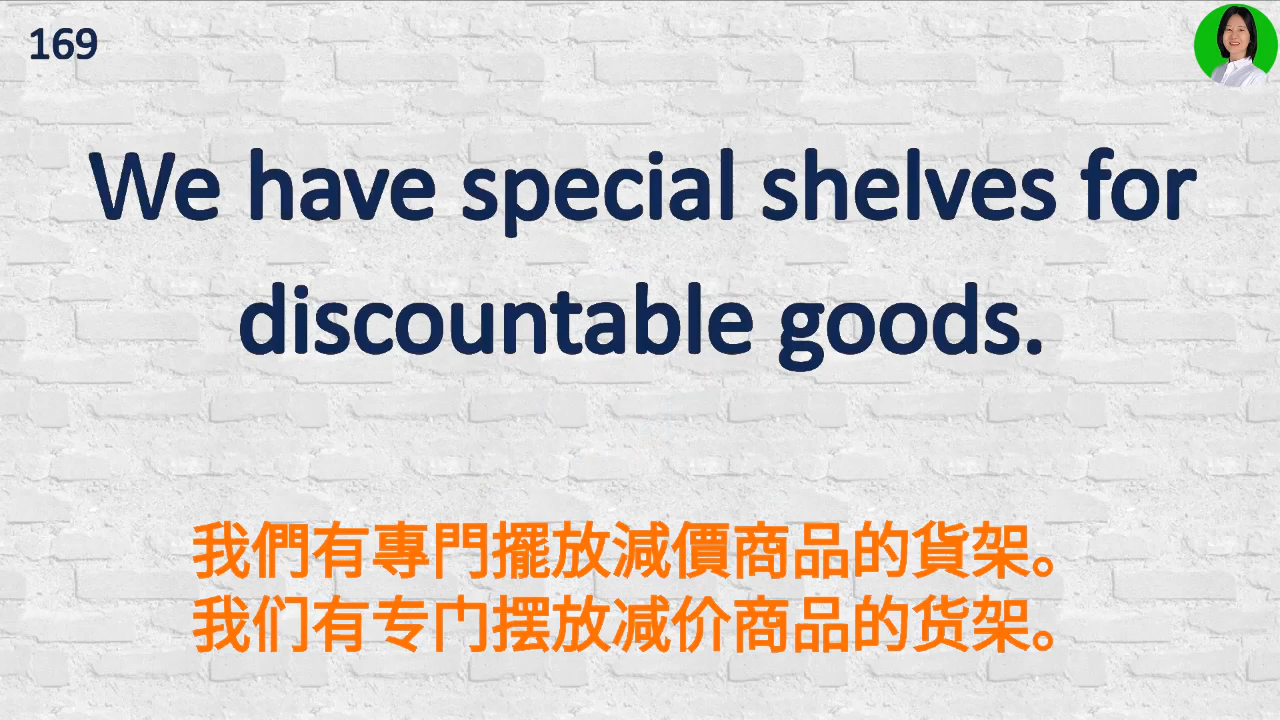 169
We have special shelves for
discountable goods.
我們有專門擺放減價商品的貨架。
我们有专门摆放减价商品的货架。